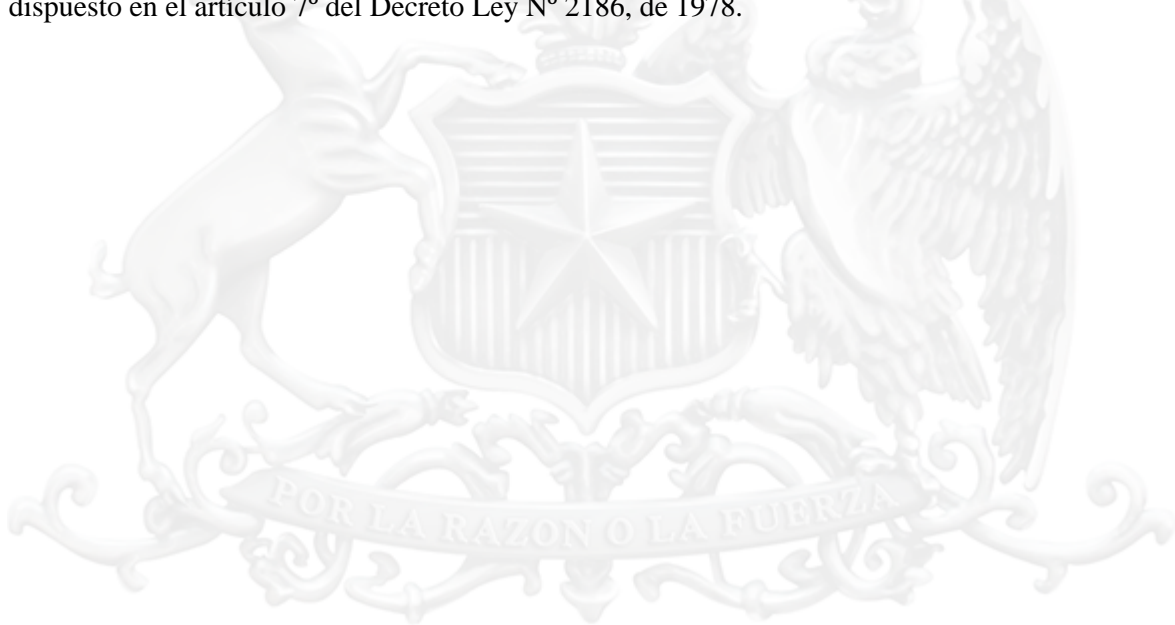 dispuesto en el artículo 7º del Decreto Ley Nº 2186, de 1978.
POR LA RAZON O LA FUERZA